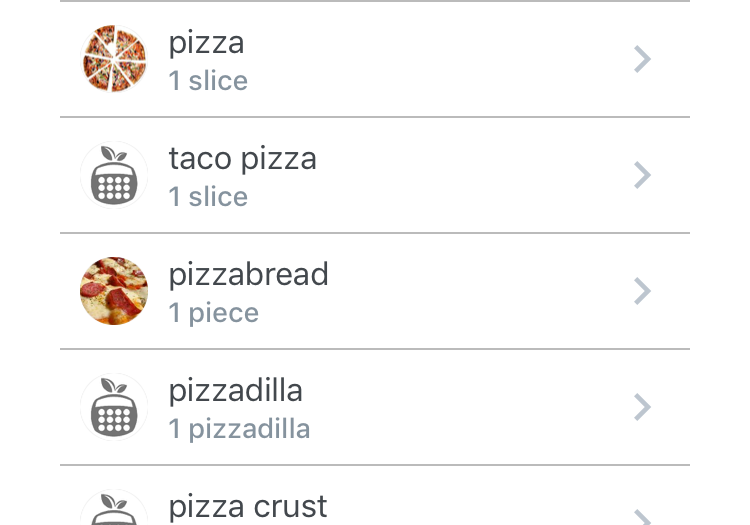 pizza
1 slice
taco pizza
1 slice
pizzabread
1 piece
pizzadilla
1 pizzadilla
pizza crust